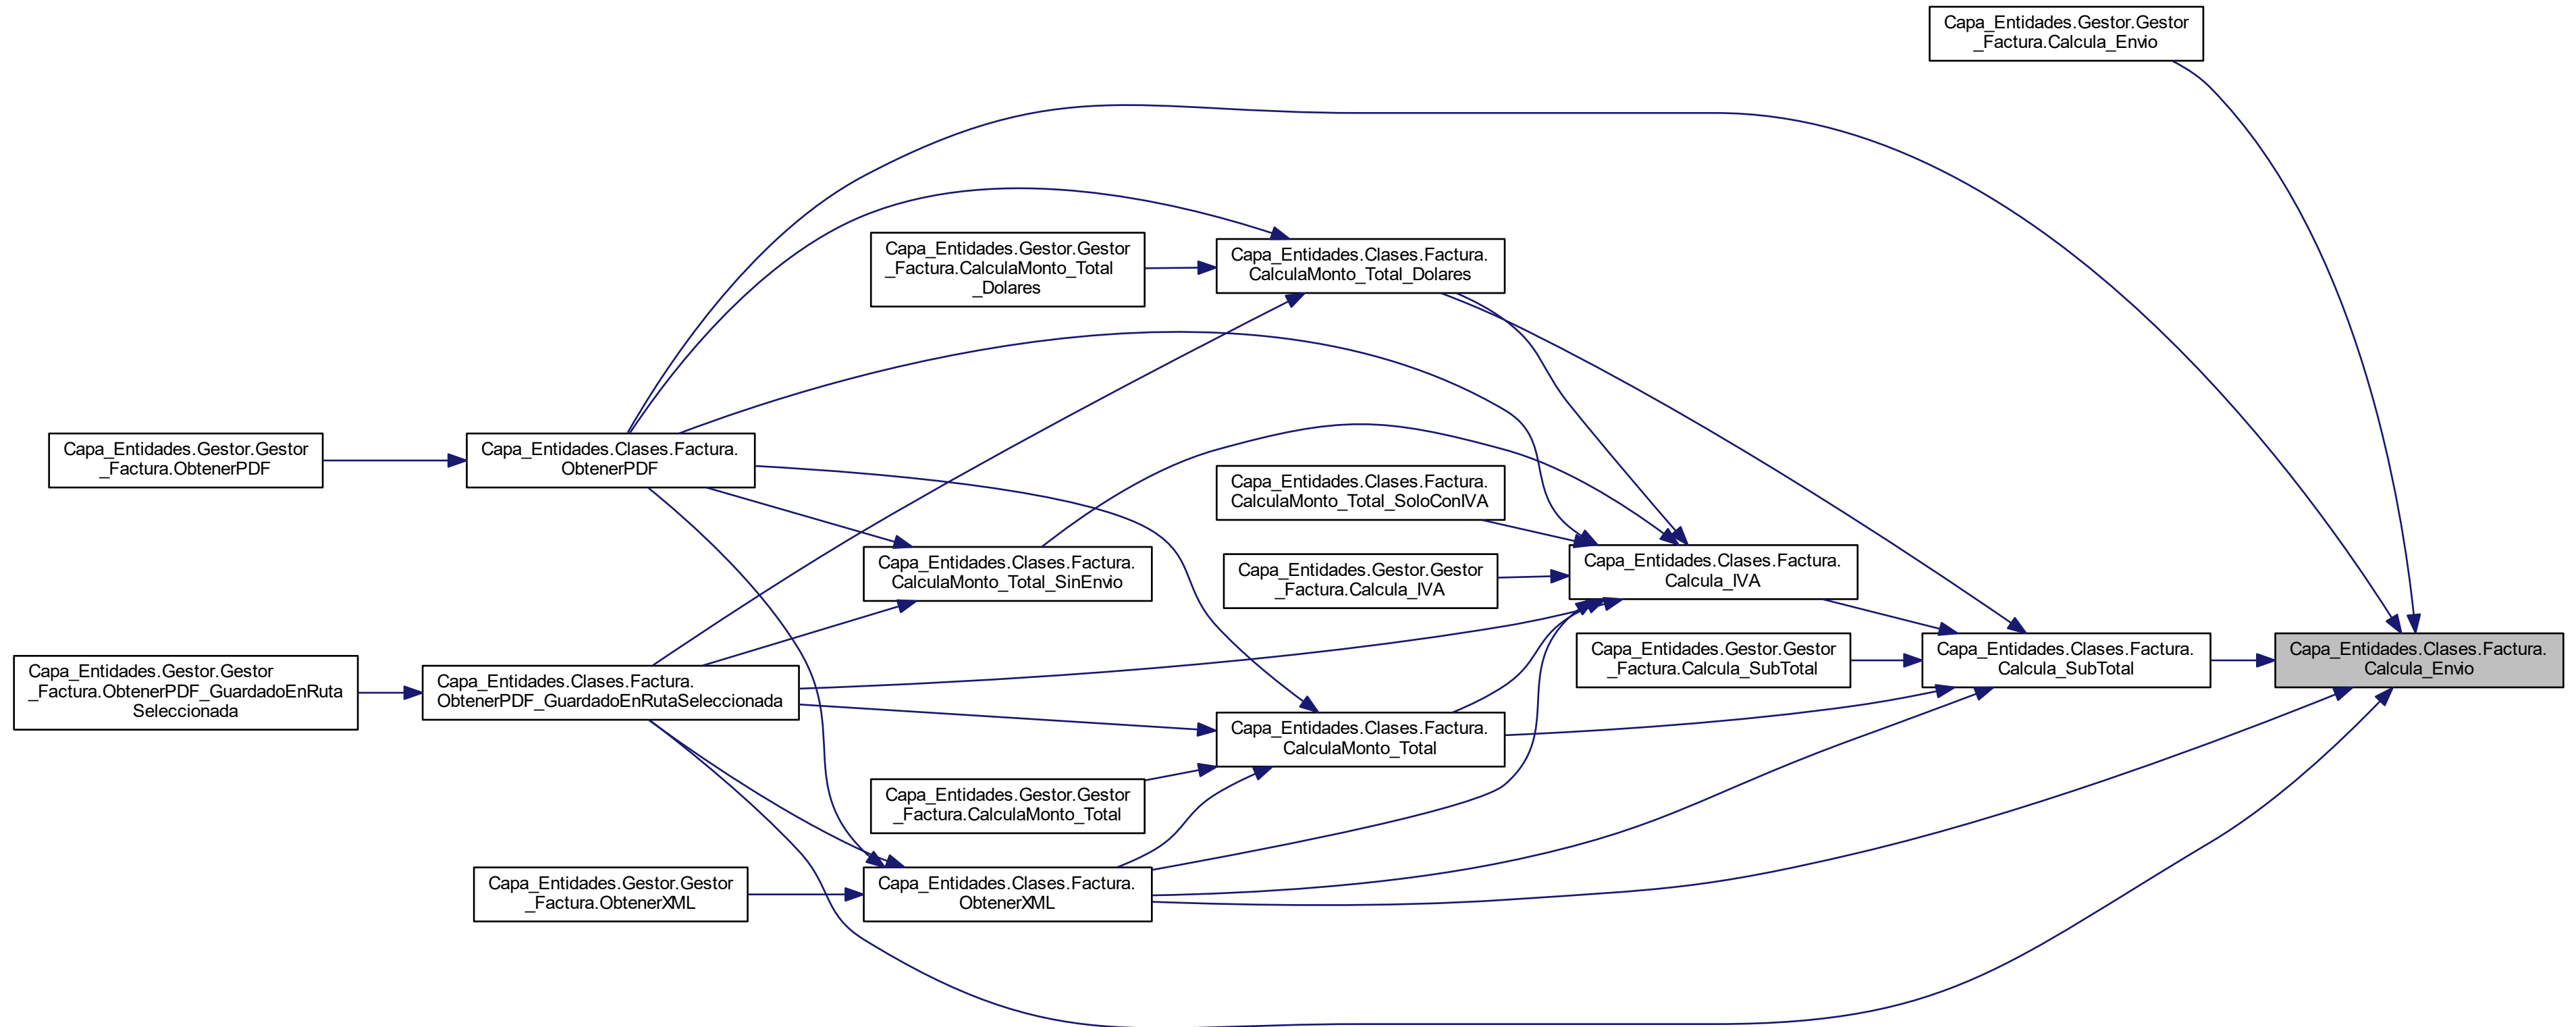 Capa_Entidades.Gestor.Gestor
_Factura.Calcula_Envio
Capa_Entidades.Gestor.Gestor
_Factura.CalculaMonto_Total
_Dolares
Capa_Entidades.Clases.Factura.
CalculaMonto_Total_Dolares
Capa_Entidades.Gestor.Gestor
_Factura.ObtenerPDF
Capa_Entidades.Clases.Factura.
ObtenerPDF
Capa_Entidades.Clases.Factura.
CalculaMonto_Total_SoloConIVA
Capa_Entidades.Clases.Factura.
CalculaMonto_Total_SinEnvio
Capa_Entidades.Gestor.Gestor
_Factura.Calcula_IVA
Capa_Entidades.Clases.Factura.
Calcula_IVA
Capa_Entidades.Gestor.Gestor
_Factura.Calcula_SubTotal
Capa_Entidades.Clases.Factura.
Calcula_SubTotal
Capa_Entidades.Clases.Factura.
Calcula_Envio
Capa_Entidades.Gestor.Gestor
_Factura.ObtenerPDF_GuardadoEnRuta
Seleccionada
Capa_Entidades.Clases.Factura.
ObtenerPDF_GuardadoEnRutaSeleccionada
Capa_Entidades.Clases.Factura.
CalculaMonto_Total
Capa_Entidades.Gestor.Gestor
_Factura.CalculaMonto_Total
Capa_Entidades.Gestor.Gestor
_Factura.ObtenerXML
Capa_Entidades.Clases.Factura.
ObtenerXML